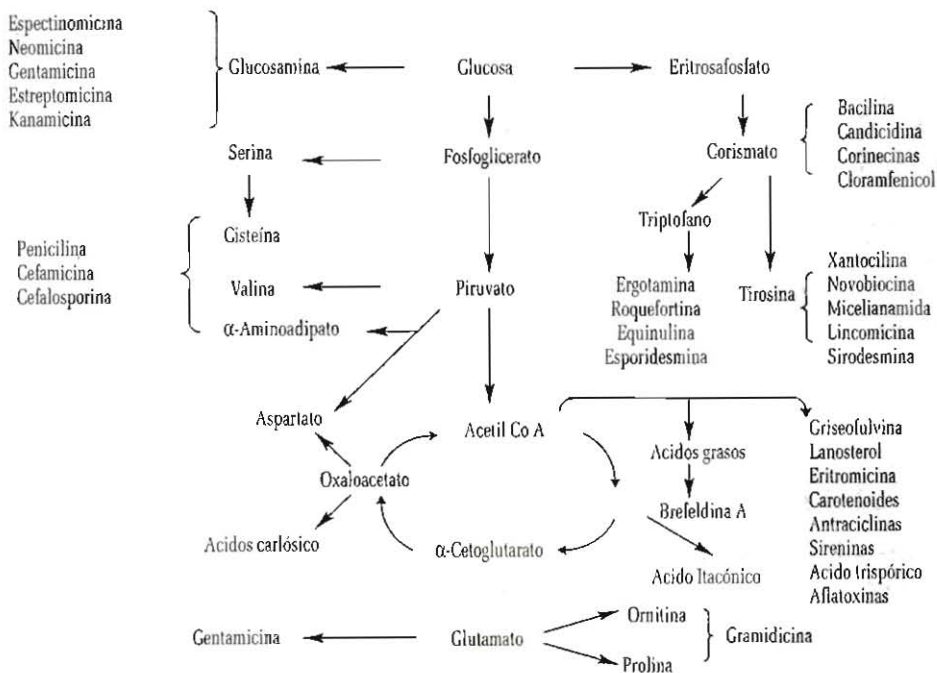 Espectinomicina
Neomicina
Gentamicina
Estreptomicina
Kanamicina
Glucosamina
Glucosa
Eritrosafosfato
Bacilina
Candicidina
Corinecinas
Cloramfenicol
Serina
Fosfoglicerato
Corismato
Triptofano
Cisteína
Penicilina
Cefamicina
Cefalosporina
Valina
Piruvato
α-Aminoadipato
Ergotamina
Roquefortina
Equinulina
Esporidesmina
Tirosina
Xantocilina
Novobiocina
Micelianamida
Lincomicina
Sirodesmina
Aspartato
Acetil Co A
Acidos grasos
Griseofulvina
Lanosterol
Eritromicina
Carotenoides
Antraciclinas
Sireninas
Acido trispórico
Aflatoxinas
Oxaloacetato
Brefeldina A
Acidos carlósico
α-Cetoglutarato
Acido Itacónico
Gentamicina
Glutamato
Ornitina
Prolina
Gramidicina